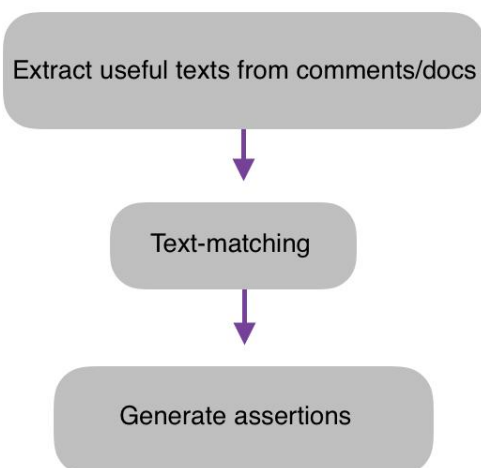 Extract useful texts from comments/docs
Text-matching
Generate assertions